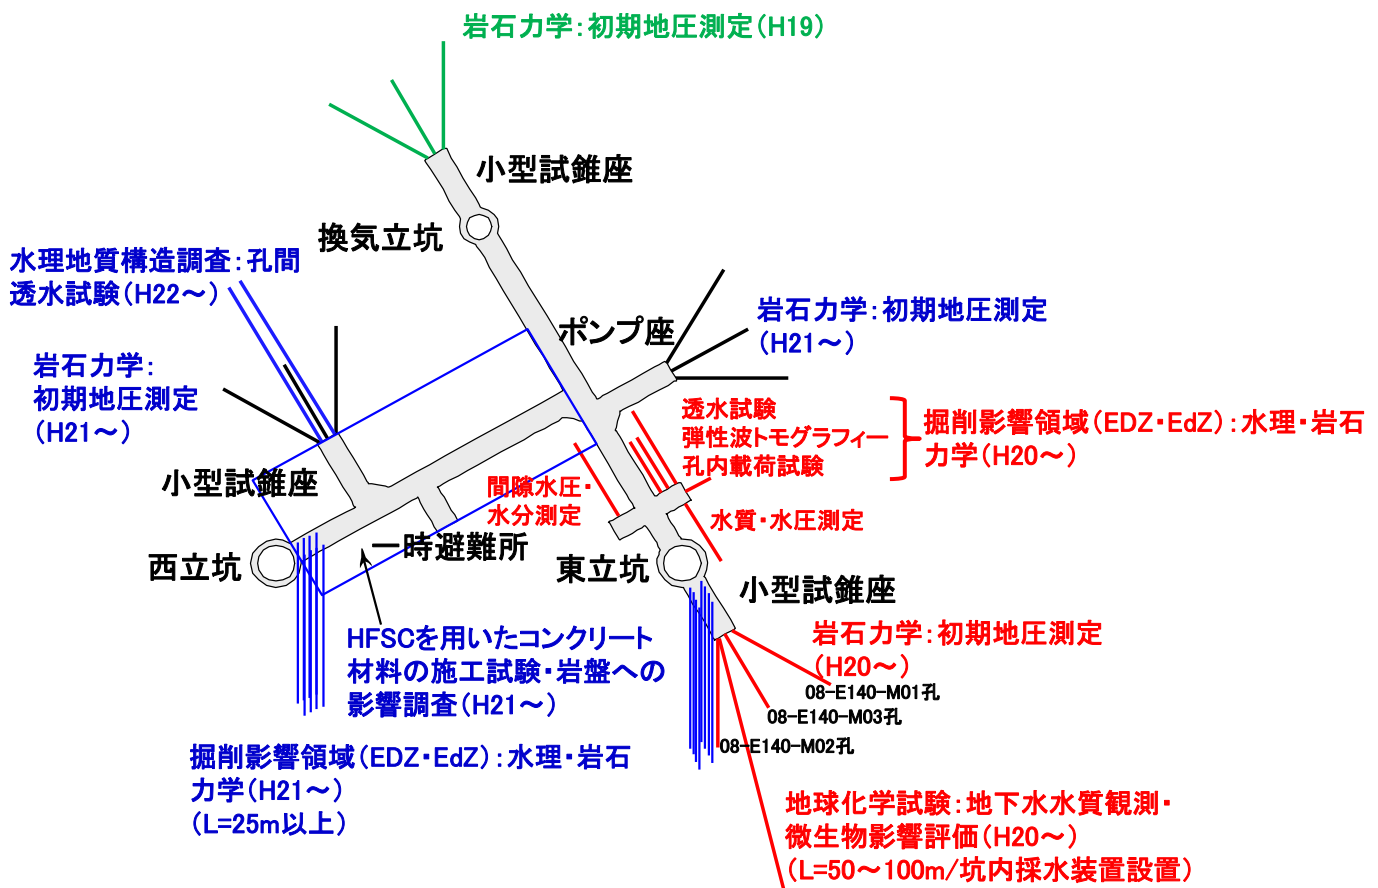 岩石力学：初期地圧測定（H19）
小型試錐座
換気立坑
水理地質構造調査：孔間
透水試験（H22～）
ポンプ座
岩石力学：初期地圧測定
（H21～）
岩石力学：
初期地圧測定
（H21～）
透水試験
弾性波トモグラフィー
孔内載荷試験
掘削影響領域（EDZ・EdZ）：水理・岩石
力学（H20～）
小型試錐座
間隙水圧・
水分測定
水質・水圧測定
一時避難所
西立坑
東立坑
小型試錐座
HFSCを用いたコンクリート
材料の施工試験・岩盤への
影響調査（H21～）
岩石力学：初期地圧測定
（H20～）
08-E140-M01孔
08-E140-M03孔
08-E140-M02孔
掘削影響領域（EDZ・EdZ）：水理・岩石
力学（H21～）
（L=25m以上）
地球化学試験：地下水水質観測・
微生物影響評価（H20～）
（L=50～100m/坑内採水装置設置）